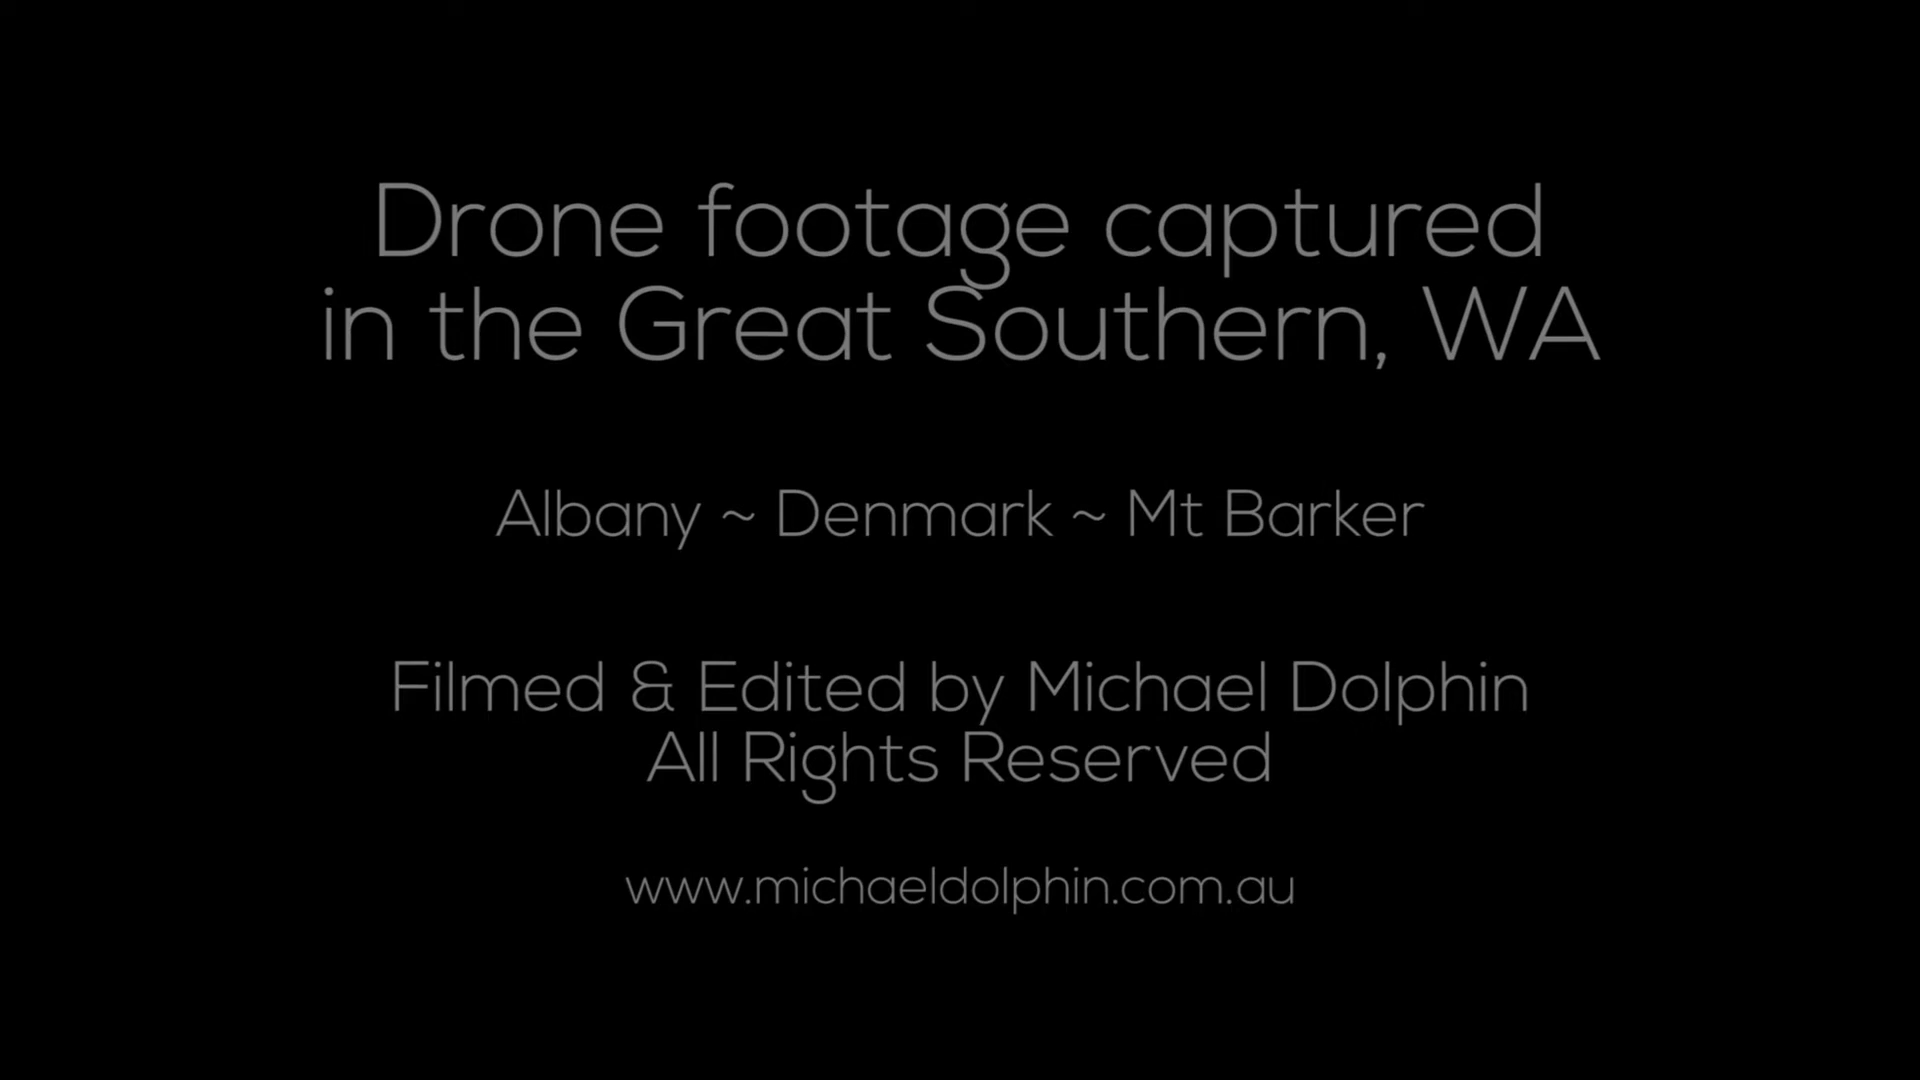 Drone footage captured
in the Great Southern, WA
Albany ~ Denmark ~ Mt Barker
Filmed & Edited by Michael Dolphin
All Rights Reserved
www.michaeldolphin.com.au